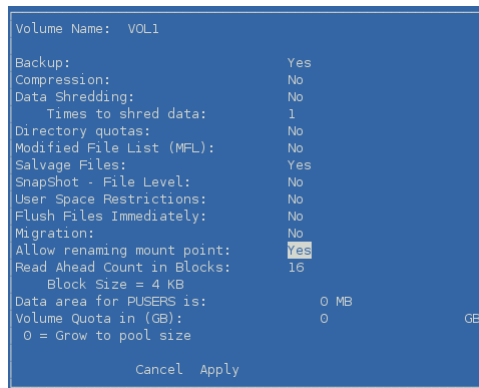 Volume Name: VOL1
Backup: Yes
Compression: No
Data Shredding: No
Times to shred data: 1
Directory quotas: No
Modified File List (MFL): No
Salvage Files: Yes
SnapShot - File Level: No
User Space Restrictions: No
Flush Files Immediately: No
Migration: No
Allow renaming mount point: Yes
Read Ahead Count in Blocks: 16
Block Size = 4 KB
Data area for PUSERS is: 0 MB
Volume Quota in (GB): 0 GB
0 = Grow to pool size
Cancel Apply